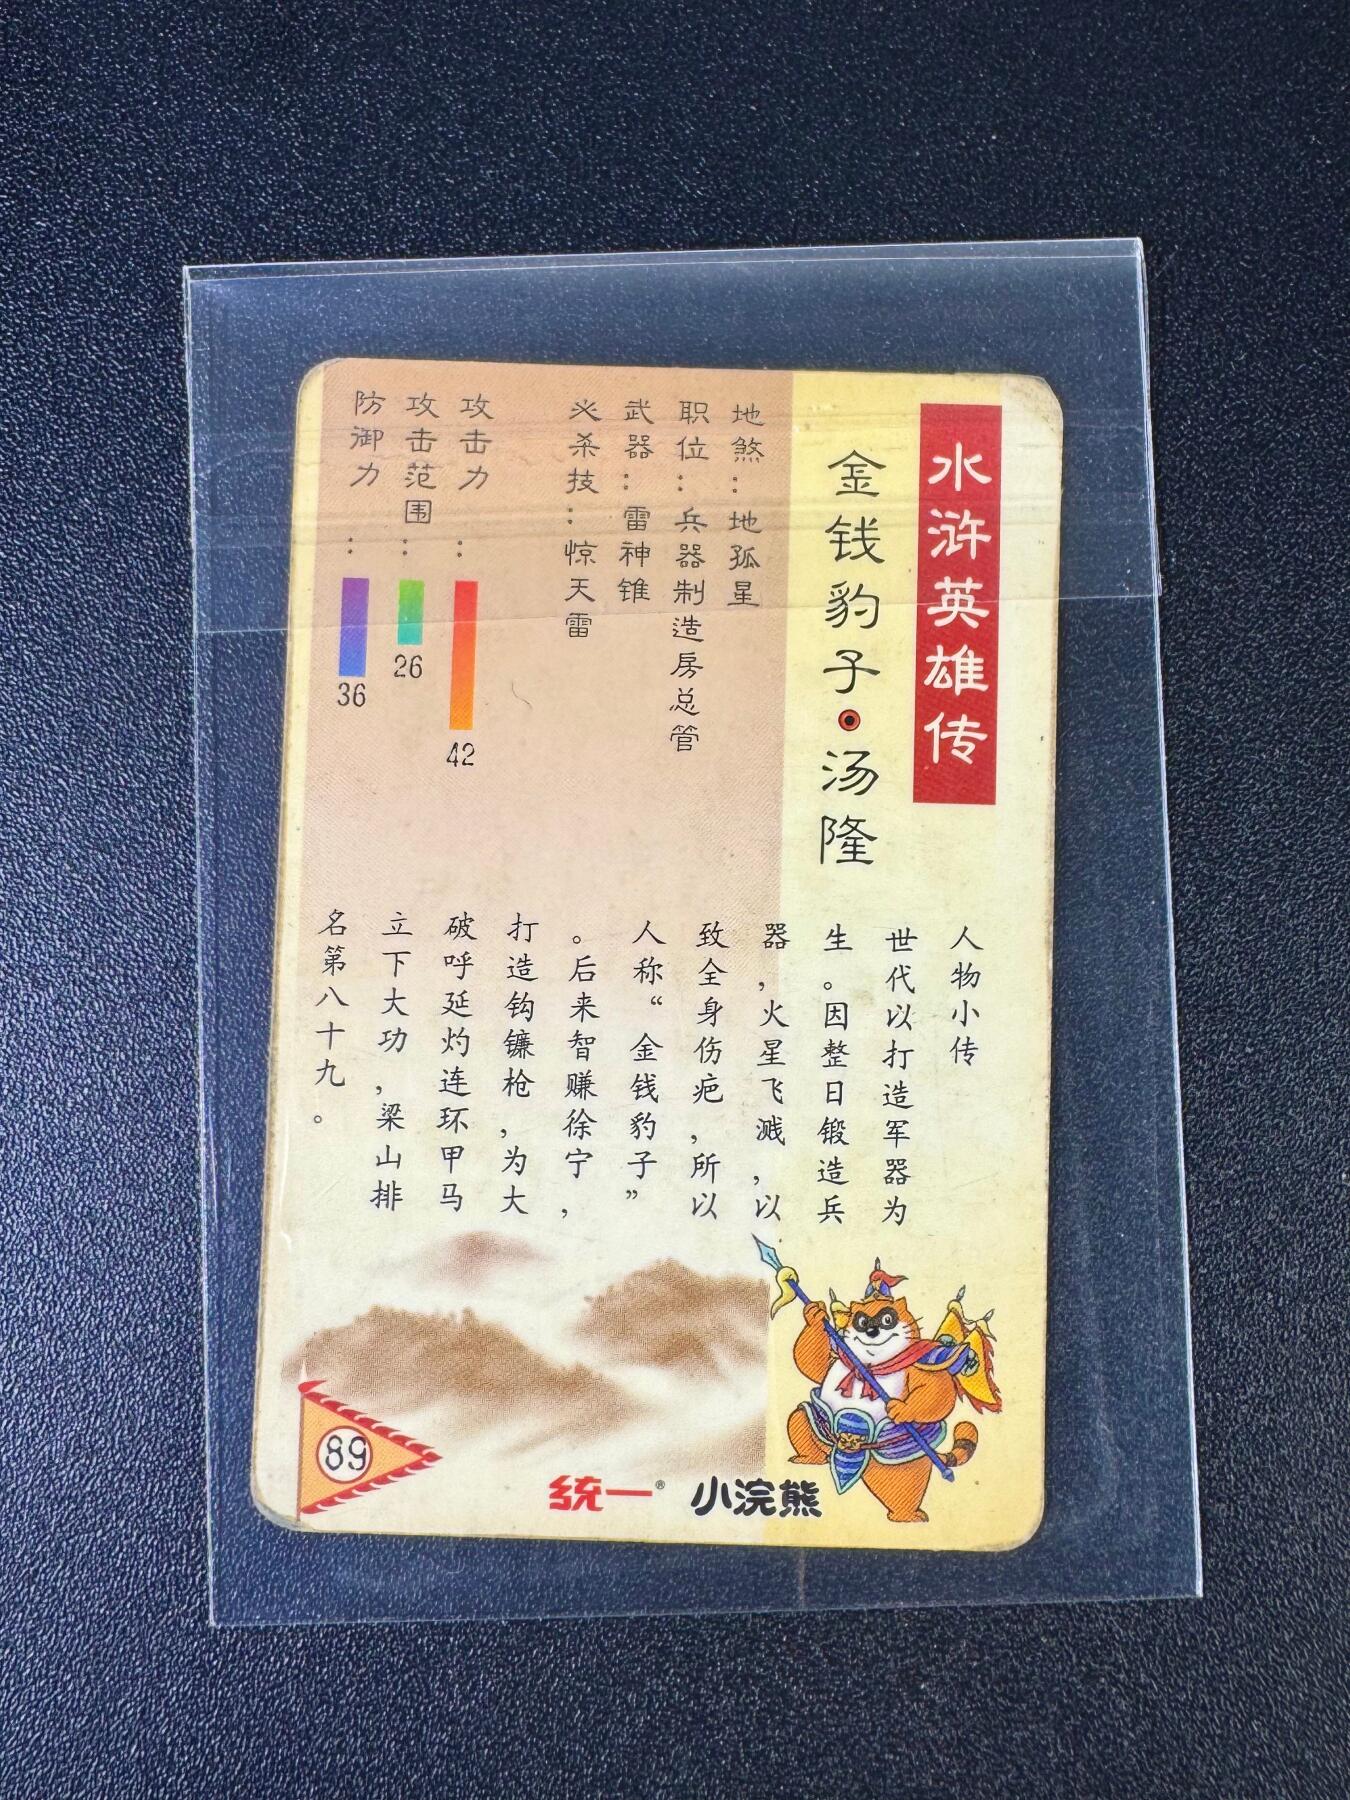 水浒英雄传
金钱豹子·汤隆
地煞：地孤星
职位：兵器制造房总管
武器：雷神锥
必杀技：惊天雷
攻击力：42
攻击范围：26
防御力：36
人物小传
世代以打造军器为
生。因整日锻造兵
器，火星飞溅，以
致全身伤疤，所以
人称“金钱豹子”
。后来智赚徐宁，
打造钩镰枪，为大
破呼延灼连环甲马
立下大功，梁山排
名第八十九。
89
统一®
小浣熊